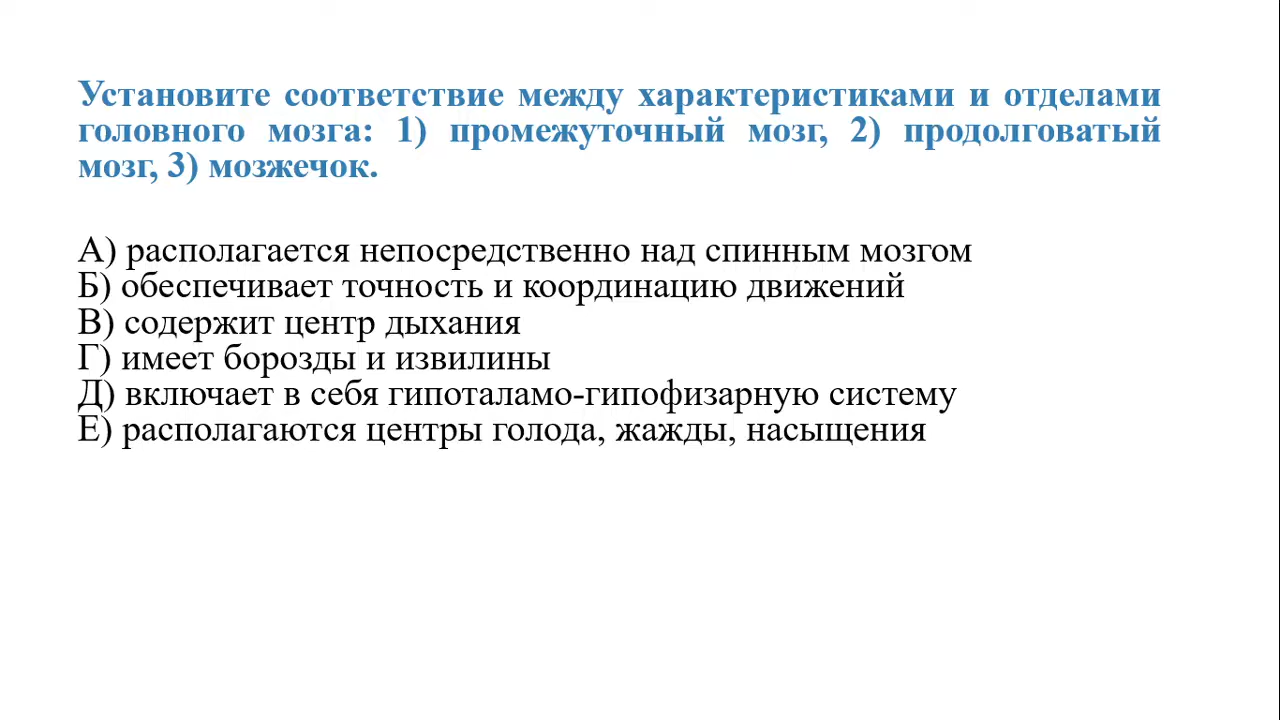 Установите соответствие между характеристиками и отделами
головного мозга: 1) промежуточный мозг, 2) продолговатый
мозг, 3) мозжечок.
А) располагается непосредственно над спинным мозгом
Б) обеспечивает точность и координацию движений
В) содержит центр дыхания
Г) имеет борозды и извилины
Д) включает в себя гипоталамо-гипофизарную систему
Е) располагаются центры голода, жажды, насыщения